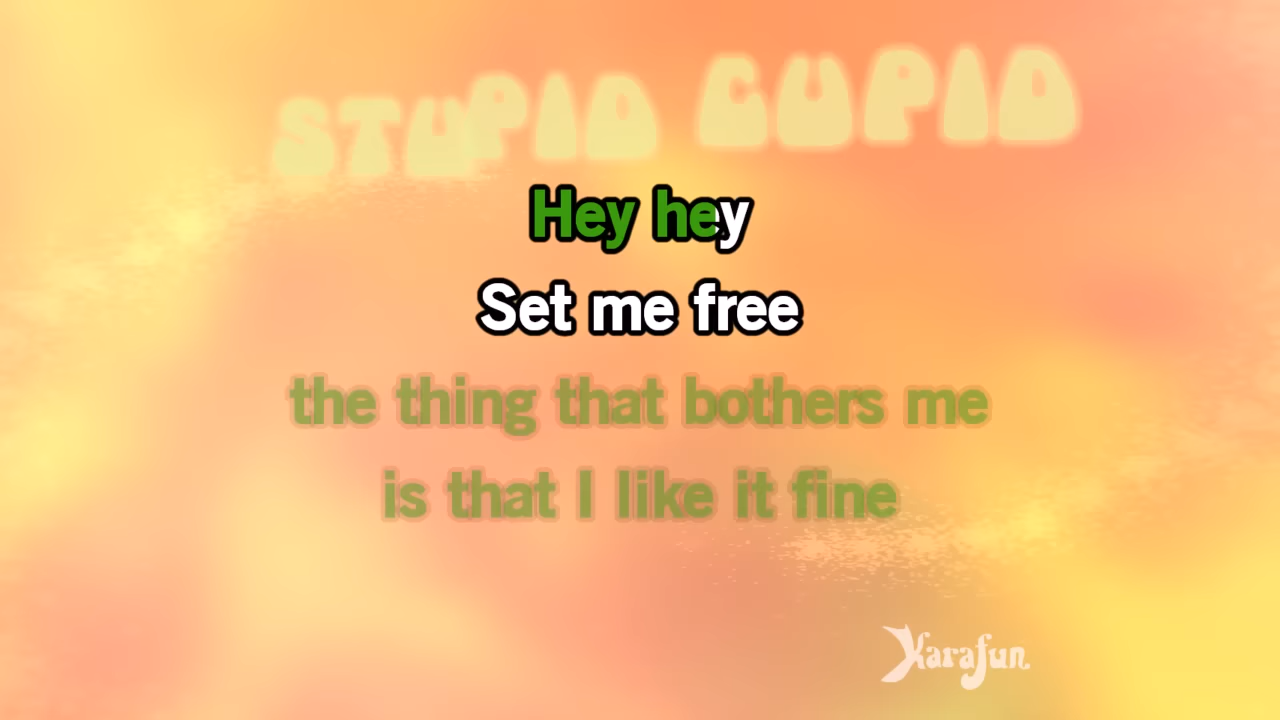 STUPID CUPID
Hey hey
Set me free
the thing that bothers me
is that I like it fine
Karafun